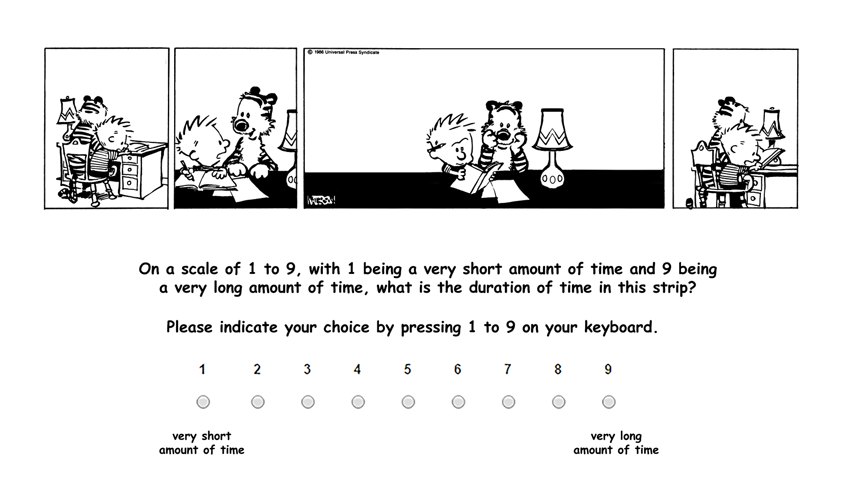 © 1986 Universal Press Syndicate
WATTERSON
On a scale of 1 to 9, with 1 being a very short amount of time and 9 being
a very long amount of time, what is the duration of time in this strip?
Please indicate your choice by pressing 1 to 9 on your keyboard.
1 2 3 4 5 6 7 8 9
very short very long
amount of time amount of time